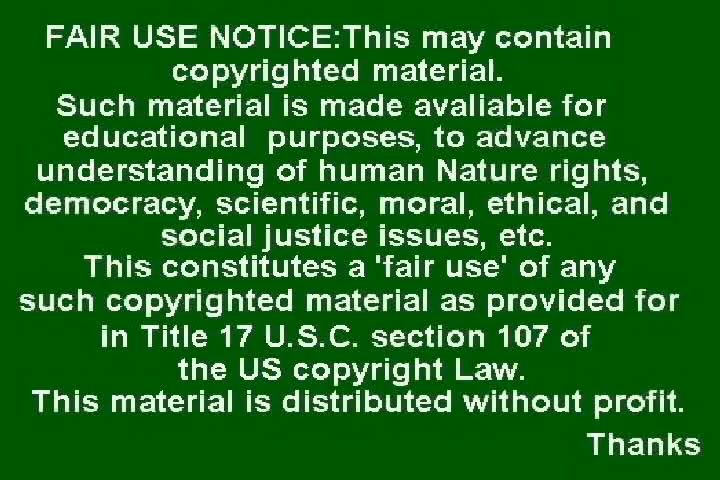 FAIR USE NOTICE:This may contain
copyrighted material.
Such material is made avaliable for
educational  purposes, to advance
understanding of human Nature rights,
democracy, scientific, moral, ethical, and
social justice issues, etc.
This constitutes a 'fair use' of any
such copyrighted material as provided for
in Title 17 U.S.C. section 107 of
the US copyright Law.
This material is distributed without profit.
Thanks